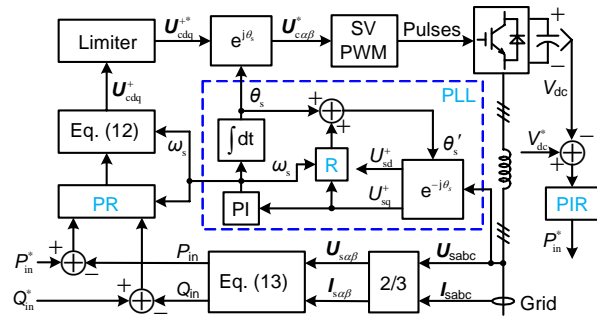 U⁺*cdq
U*cαβ
Limiter
e^jθs
SV
PWM
Pulses
+
−
Vdc
U⁺cdq
θs
PLL
+
+
Eq. (12)
∫dt
θs′
V*dc
−
+
ωs
ωs
R
U⁺sd
U⁺sq
e^−jθs
PR
PI
PIR
P*in
+
−
Pin
Usαβ
Usabc
P*in
Eq. (13)
2/3
Q*in
+
−
Qin
Isαβ
Isabc
Grid